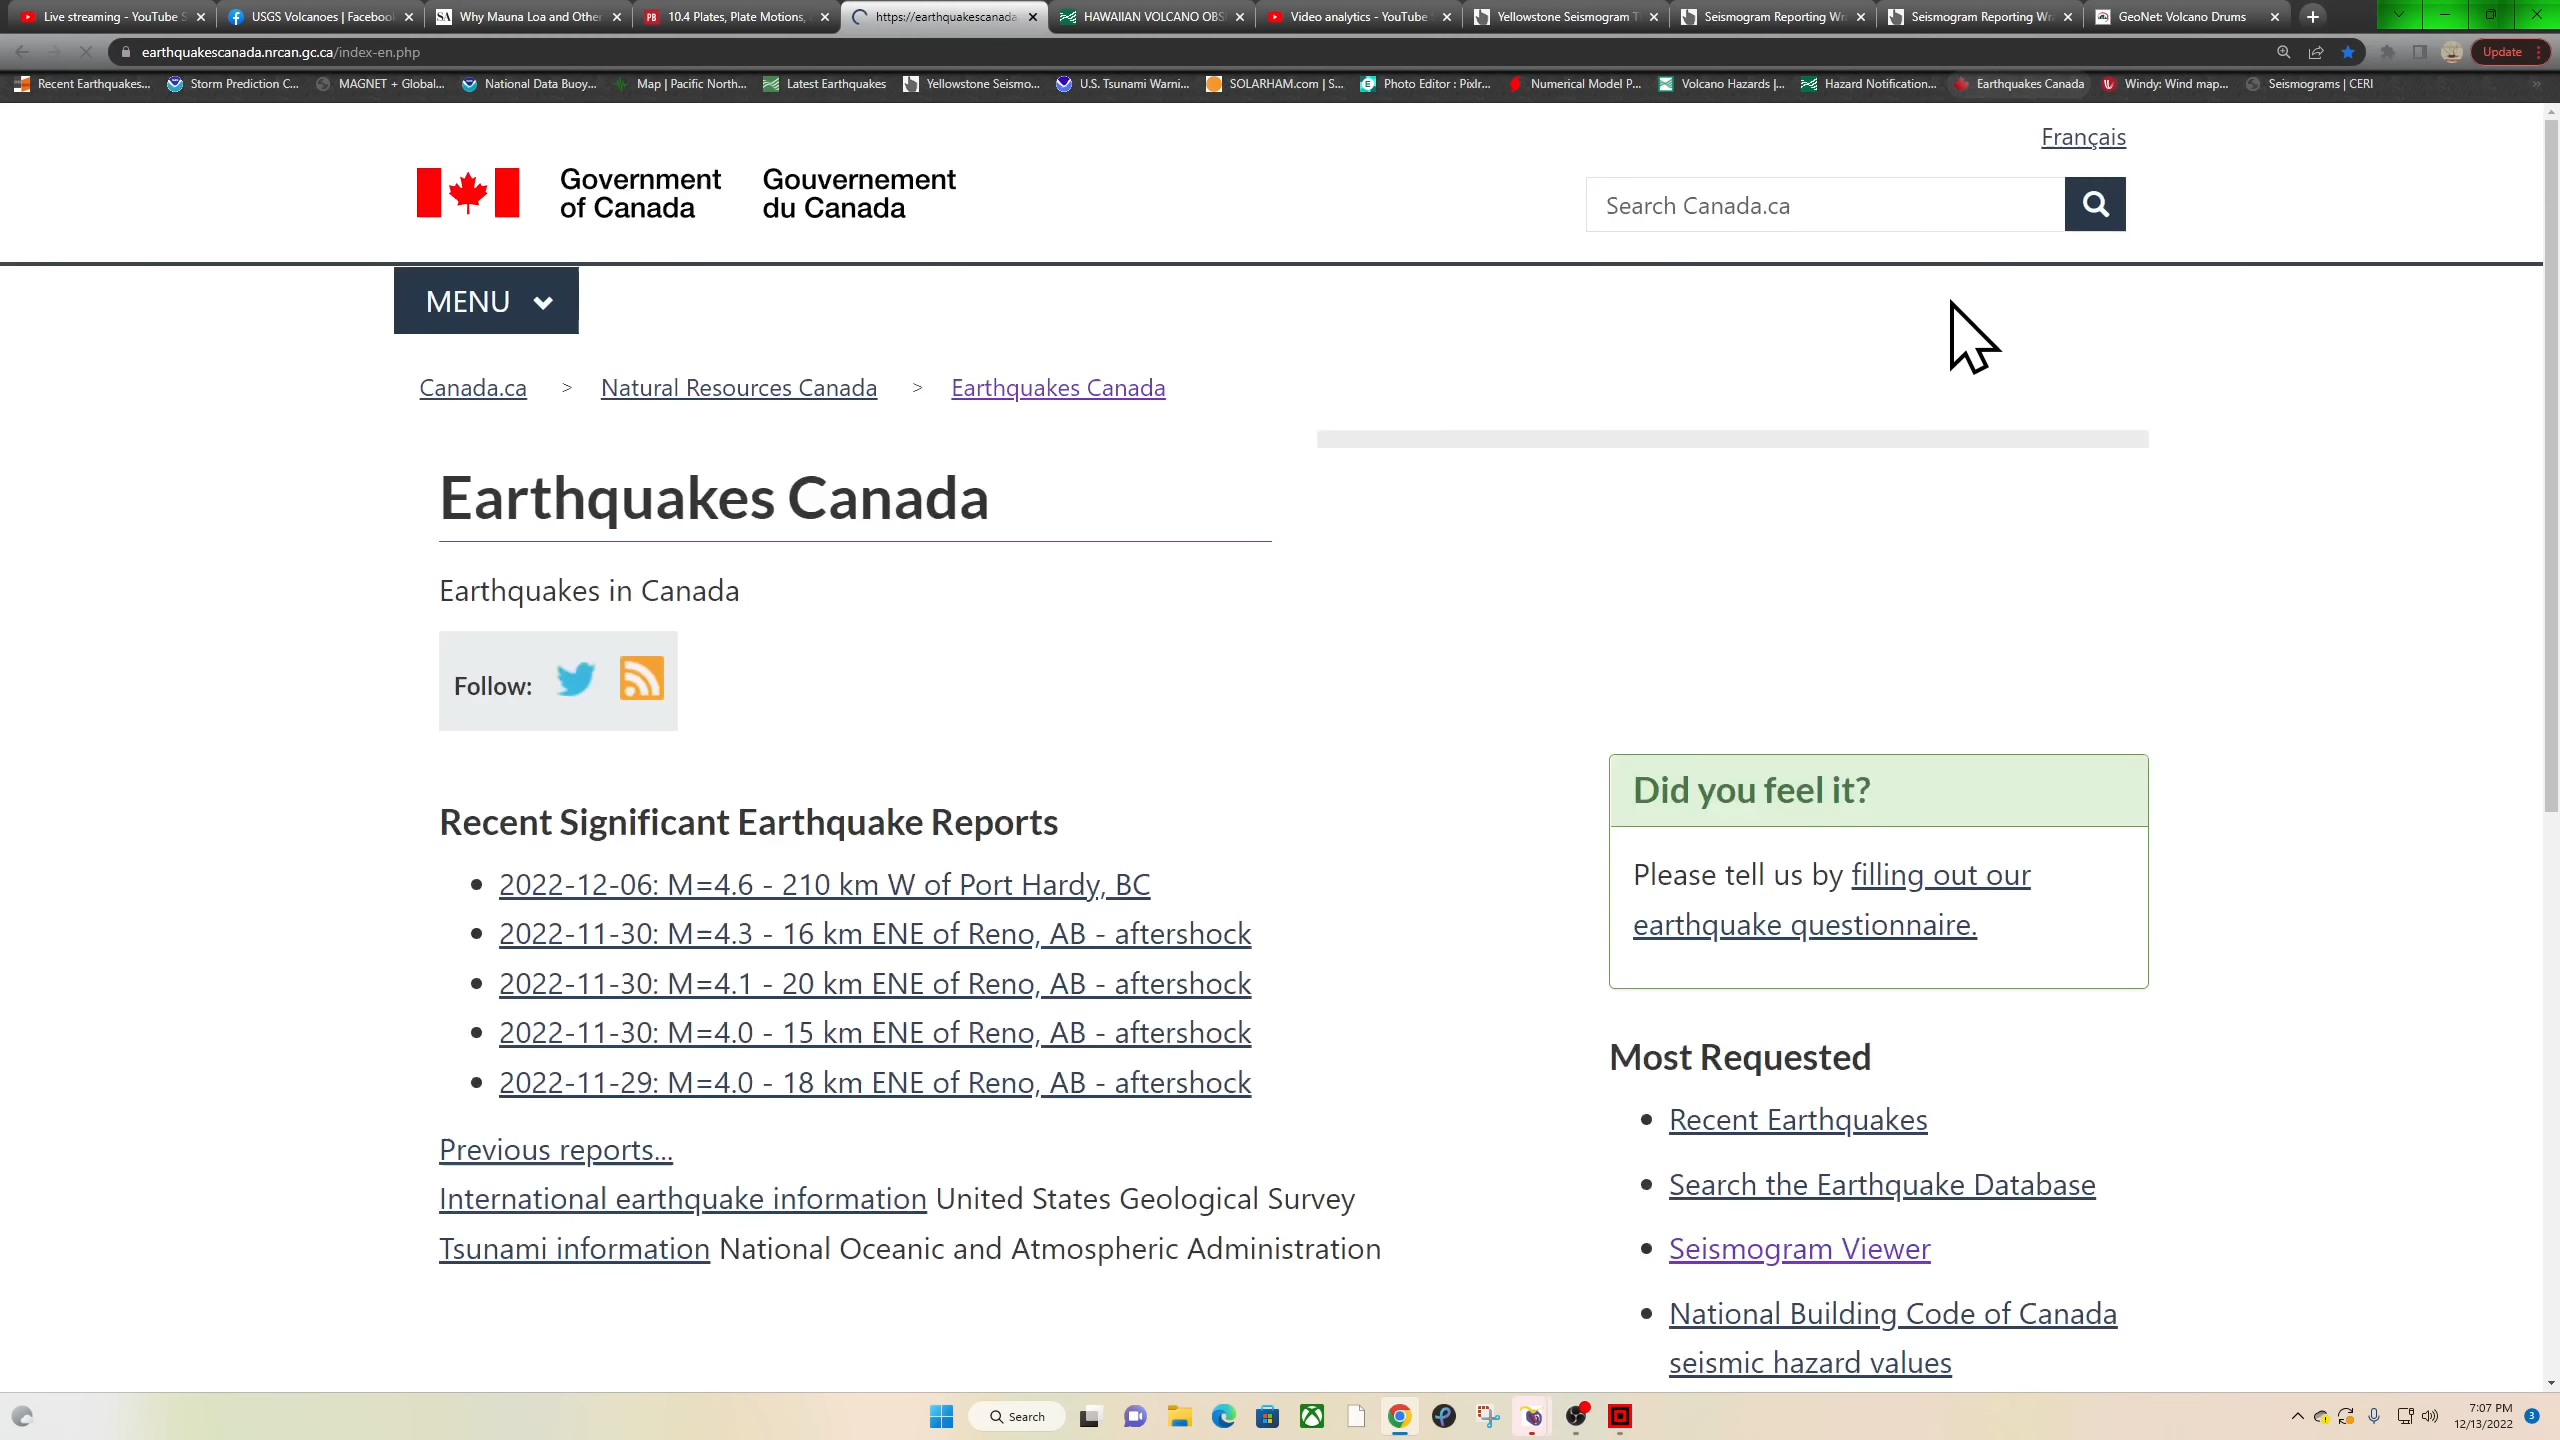 Live streaming - YouTube S
USGS Volcanoes | Facebook
Why Mauna Loa and Other
10.4 Plates, Plate Motions,
https://earthquakescanada.
HAWAIIAN VOLCANO OBS
Video analytics - YouTube
Yellowstone Seismogram T
Seismogram Reporting Wr
Seismogram Reporting Wr
GeoNet: Volcano Drums
earthquakescanada.nrcan.gc.ca/index-en.php
Update
Recent Earthquakes...
Storm Prediction C...
MAGNET + Global...
National Data Buoy...
Map | Pacific North...
Latest Earthquakes
Yellowstone Seismo...
U.S. Tsunami Warni...
SOLARHAM.com | S...
Photo Editor : Pixlr...
Numerical Model P...
Volcano Hazards |...
Hazard Notification...
Earthquakes Canada
Windy: Wind map...
Seismograms | CERI
Français
Government of Canada
Gouvernement du Canada
Search Canada.ca
MENU
Canada.ca > Natural Resources Canada > Earthquakes Canada
Earthquakes Canada
Earthquakes in Canada
Follow:
Recent Significant Earthquake Reports
2022-12-06: M=4.6 - 210 km W of Port Hardy, BC
2022-11-30: M=4.3 - 16 km ENE of Reno, AB - aftershock
2022-11-30: M=4.1 - 20 km ENE of Reno, AB - aftershock
2022-11-30: M=4.0 - 15 km ENE of Reno, AB - aftershock
2022-11-29: M=4.0 - 18 km ENE of Reno, AB - aftershock
Previous reports...
International earthquake information United States Geological Survey
Tsunami information National Oceanic and Atmospheric Administration
Did you feel it?
Please tell us by filling out our
earthquake questionnaire.
Most Requested
Recent Earthquakes
Search the Earthquake Database
Seismogram Viewer
National Building Code of Canada
seismic hazard values
Search
7:07 PM
12/13/2022
3